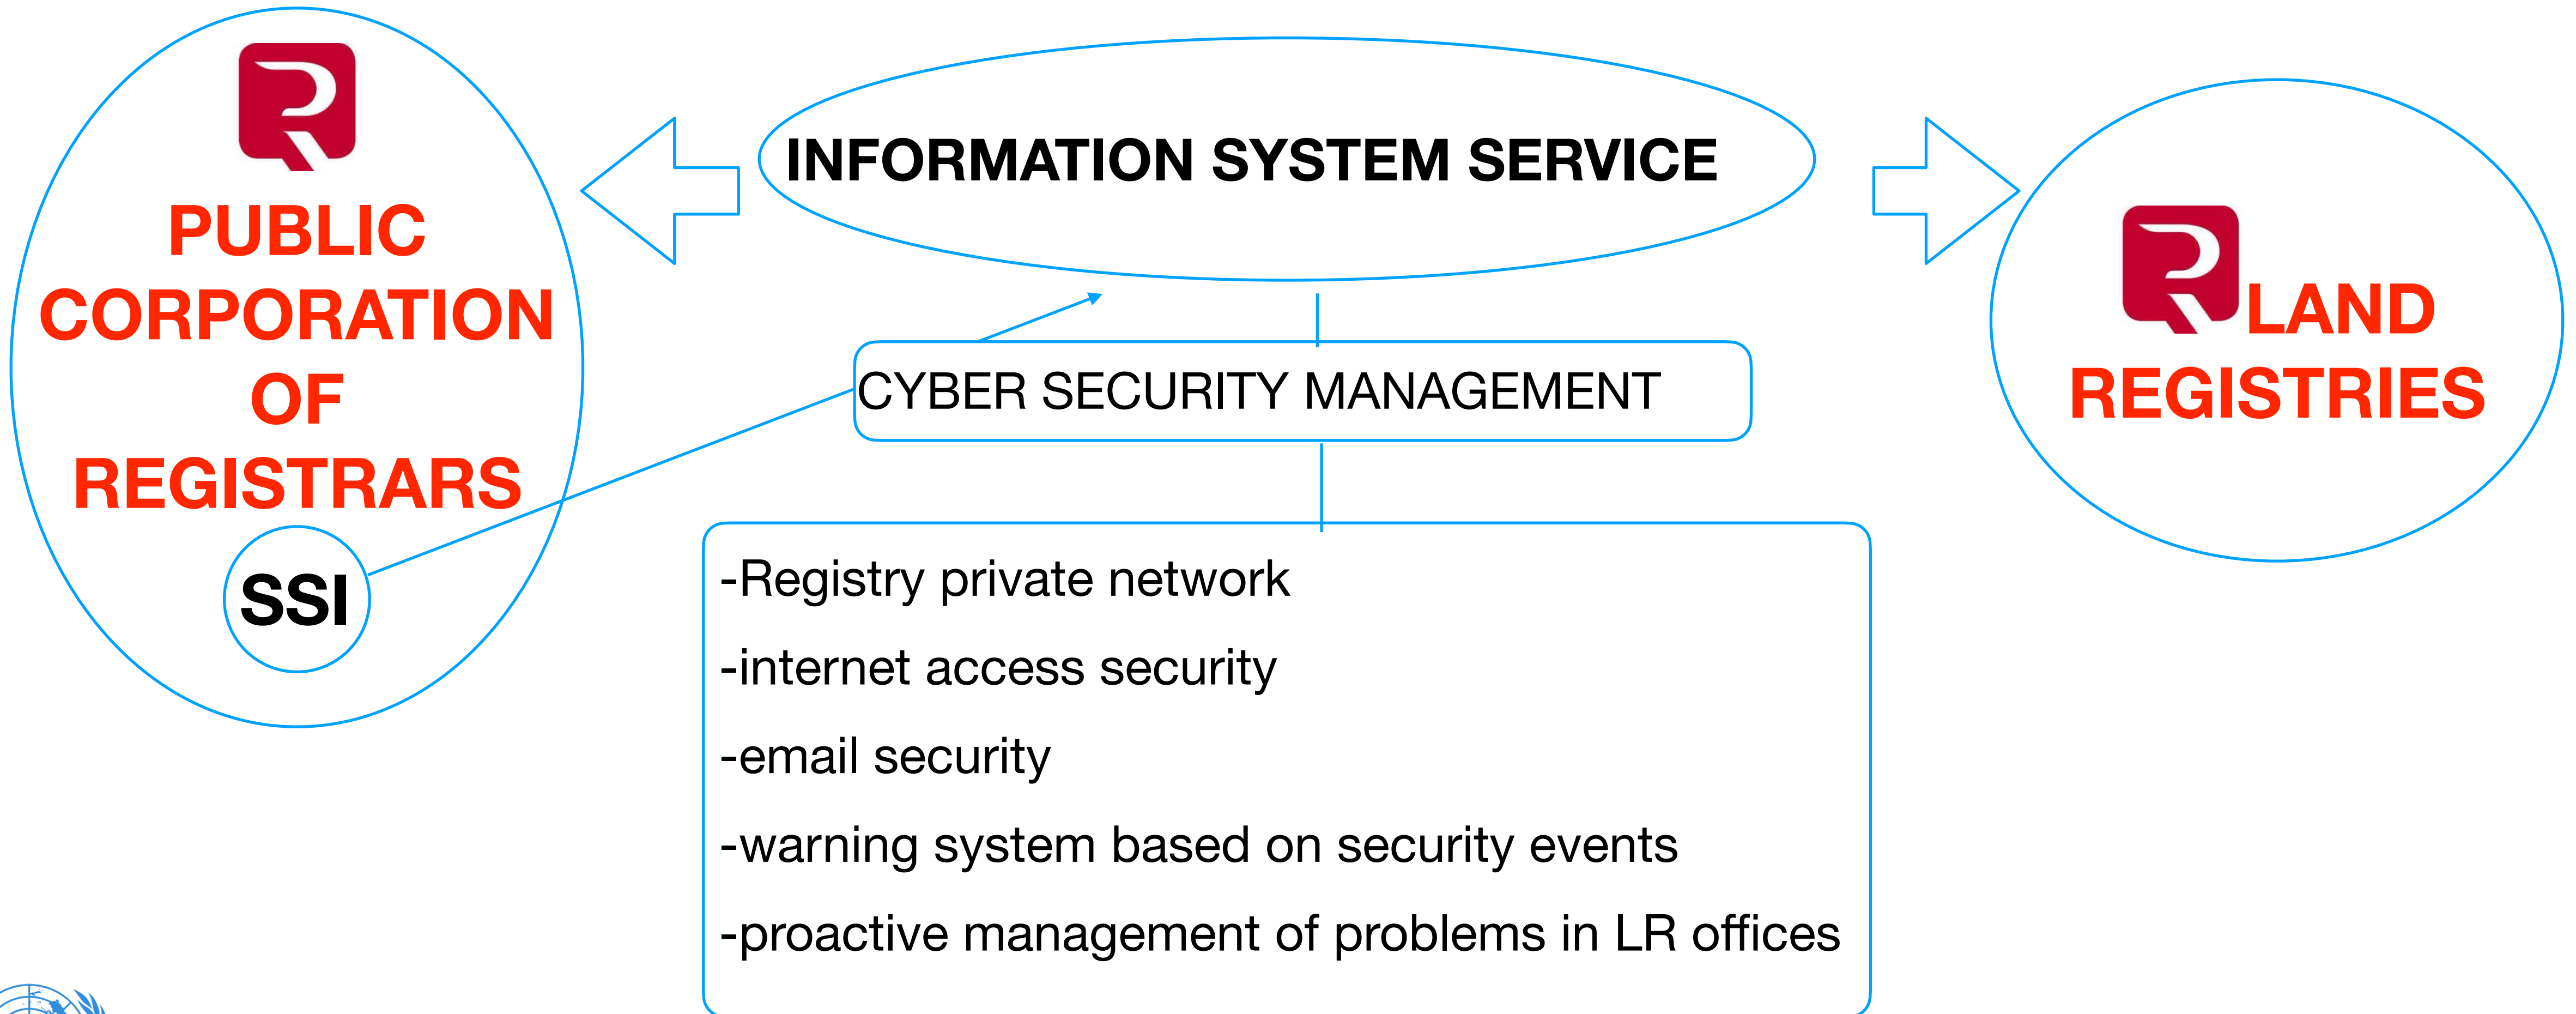 PUBLIC
CORPORATION
OF
REGISTRARS
SSI
INFORMATION SYSTEM SERVICE
CYBER SECURITY MANAGEMENT
-Registry private network
-internet access security
-email security
-warning system based on security events
-proactive management of problems in LR offices
LAND
REGISTRIES